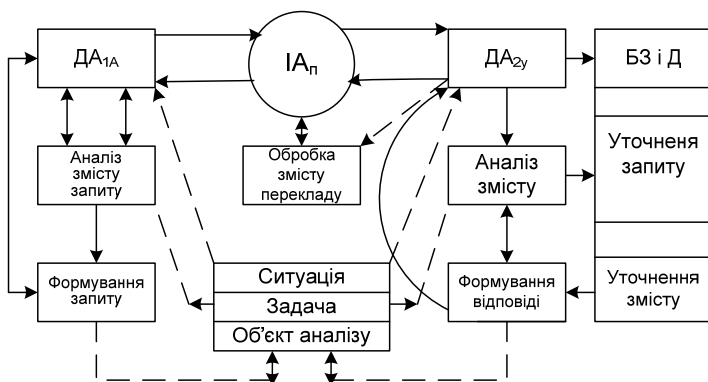 ДА1А
ІАп
ДА2у
БЗ і Д
Аналіз
змісту
запиту
Обробка
змісту
перекладу
Аналіз
змісту
Уточненя
запиту
Формування
запиту
Ситуація
Задача
Об’єкт аналізу
Формування
відповіді
Уточнення
змісту